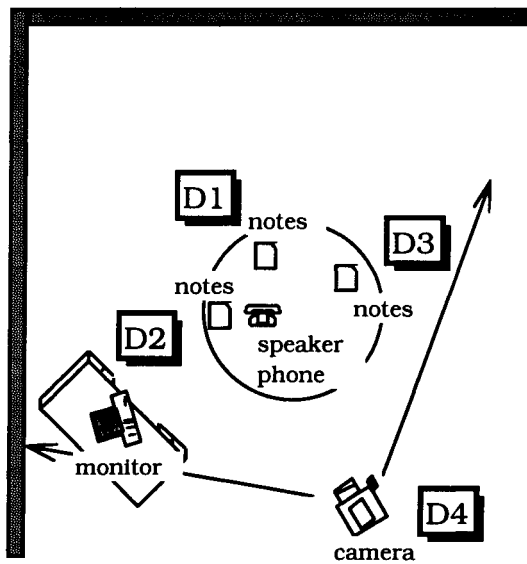 D1
notes
D3
notes
notes
speaker
phone
D2
monitor
D4
camera